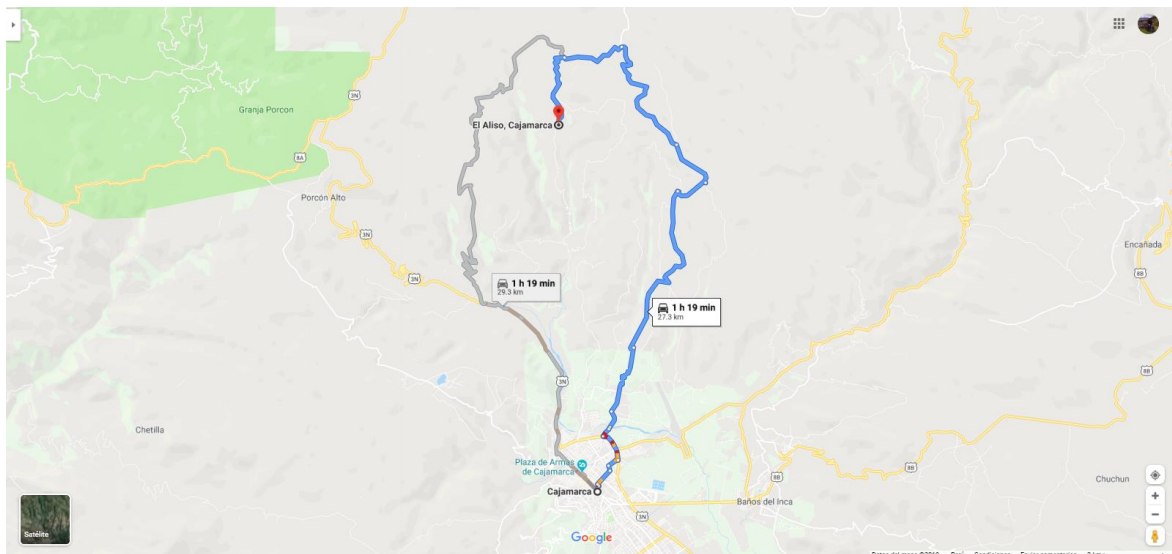 3N
Granja Porcon
El Aliso, Cajamarca
8A
Porcón Alto
3N
3N
Encañada
8B
1 h 19 min
29.3 km
1 h 19 min
27.3 km
8B
3N
Chetilla
Plaza de Armas
de Cajamarca
8B
Chuchun
Cajamarca
Baños del Inca
3N
Satélite
Google